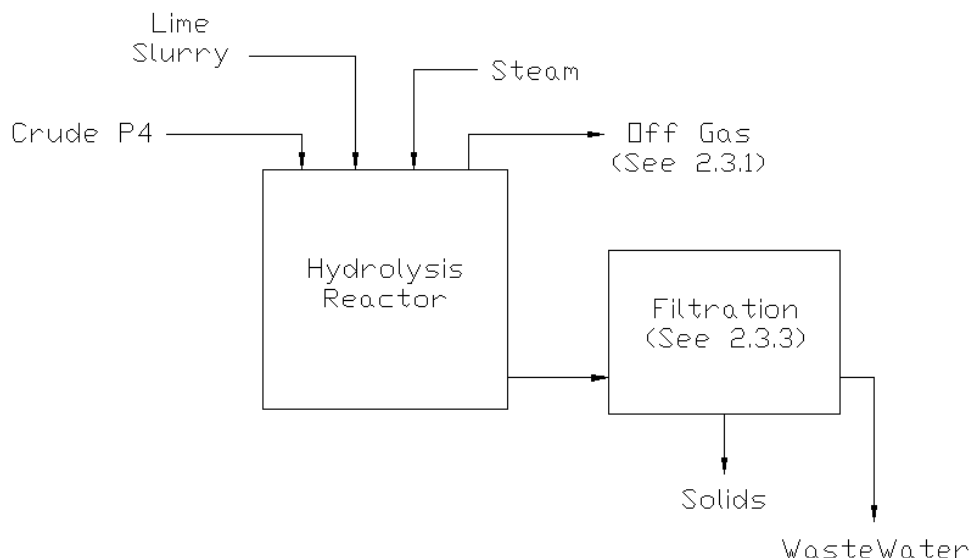 Lime
Slurry
Steam
Crude P4
Off Gas
(See 2.3.1)
Hydrolysis
Reactor
Filtration
(See 2.3.3)
Solids
WasteWater